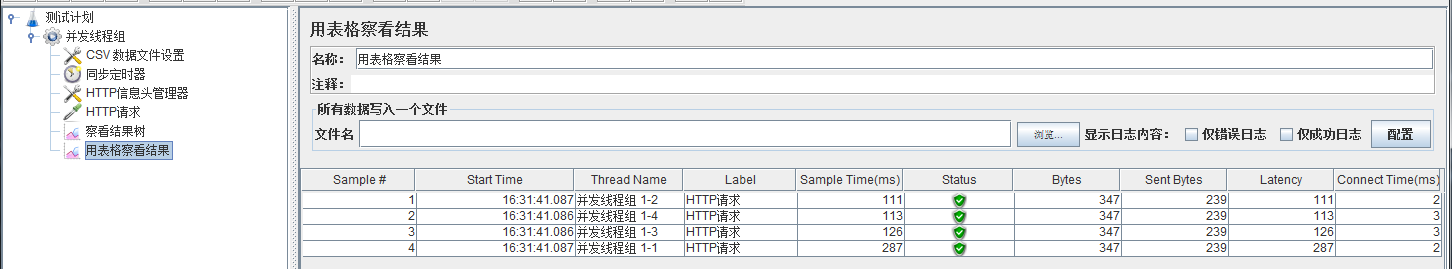 测试计划
并发线程组
CSV 数据文件设置
同步定时器
HTTP信息头管理器
HTTP请求
察看结果树
用表格察看结果
用表格察看结果
名称： 用表格察看结果
注释：
所有数据写入一个文件
文件名 浏览... 显示日志内容： 仅错误日志 仅成功日志 配置
Sample # Start Time Thread Name Label Sample Time(ms) Status Bytes Sent Bytes Latency Connect Time(ms)
1 16:31:41.087 并发线程组 1-2 HTTP请求 111 347 239 111 2
2 16:31:41.086 并发线程组 1-4 HTTP请求 113 347 239 113 3
3 16:31:41.086 并发线程组 1-3 HTTP请求 126 347 239 126 3
4 16:31:41.087 并发线程组 1-1 HTTP请求 287 347 239 287 2